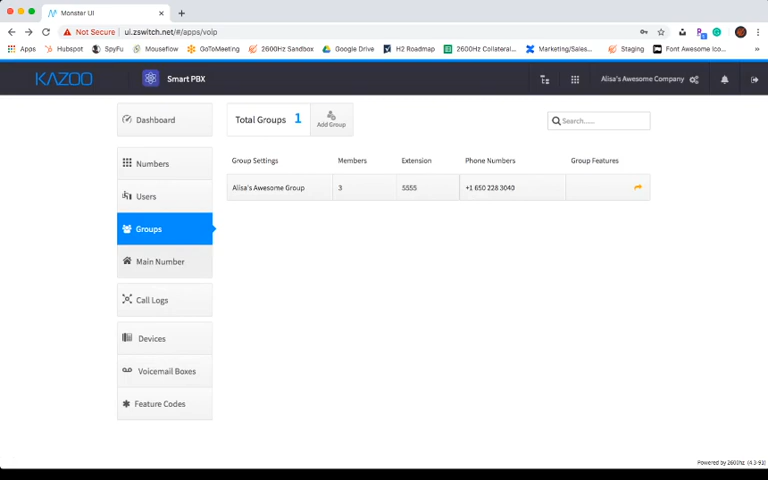 Monster UI
Not Secure | ui.zswitch.net/#/apps/voip
Apps Hubspot SpyFu Mouseflow GoToMeeting 2600Hz Sandbox Google Drive H2 Roadmap 2600Hz Collateral... Marketing/Sales... Staging Font Awesome Ico... »
KAZOO Smart PBX Alisa's Awesome Company
Dashboard
Numbers
Users
Groups
Main Number
Call Logs
Devices
Voicemail Boxes
Feature Codes
Total Groups 1 Add Group Search.....
Group Settings Members Extension Phone Numbers Group Features
Alisa's Awesome Group 3 5555 +1 650 228 3040